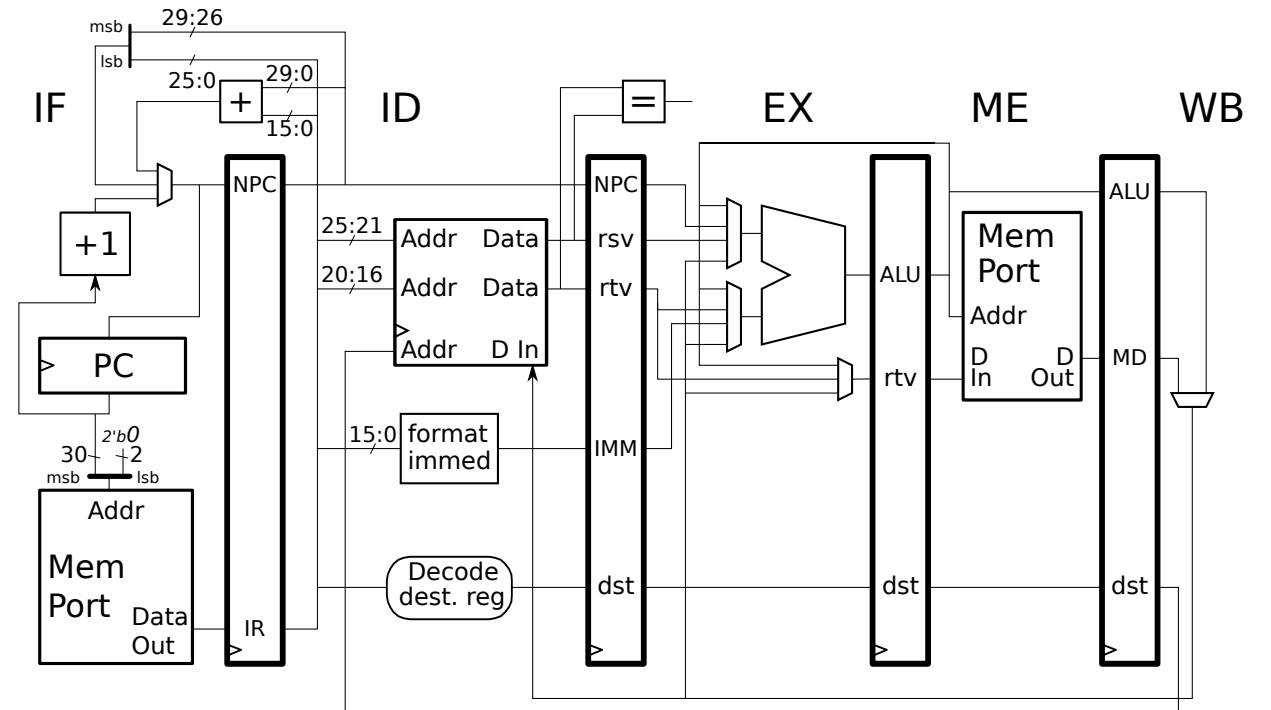 29:26
msb
lsb
25:0
29:0
15:0
+
=
IF
ID
EX
ME
WB
NPC
NPC
ALU
+1
25:21
Addr
Data
rsv
20:16
Addr
Data
rtv
Addr
D In
ALU
Mem
Port
Addr
D
In
D
Out
MD
PC
rtv
2'b0
30
2
msb
lsb
15:0
format
immed
IMM
Addr
Mem
Port
Data
Out
IR
Decode
dest. reg
dst
dst
dst